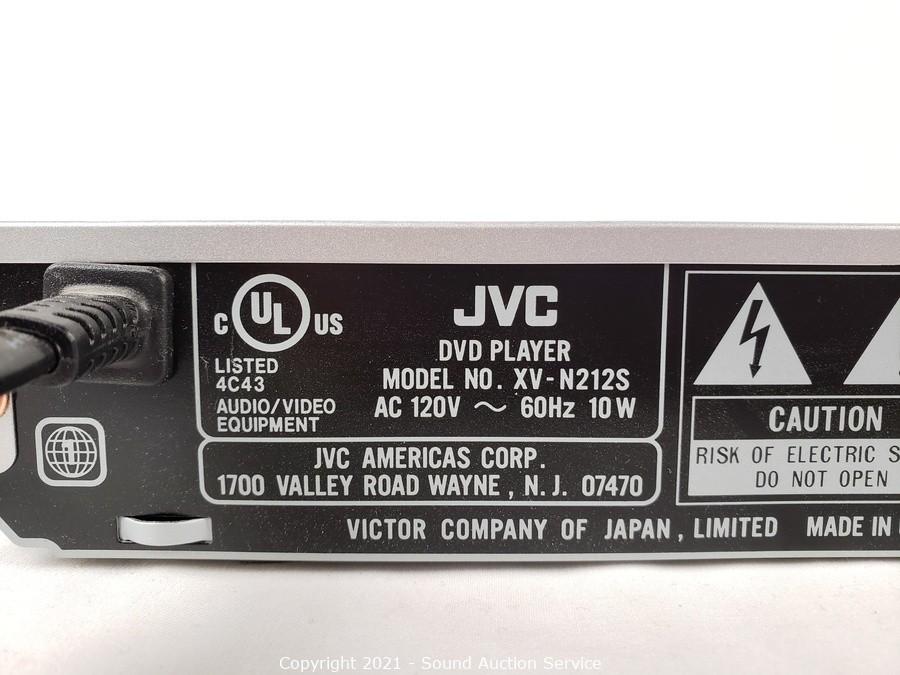 C UL US
LISTED
4C43
AUDIO/VIDEO
EQUIPMENT
JVC
DVD PLAYER
MODEL NO. XV-N212S
AC 120V ~ 60Hz 10W
JVC AMERICAS CORP.
1700 VALLEY ROAD WAYNE, N.J. 07470
1
CAUTION
RISK OF ELECTRIC
DO NOT OPEN
VICTOR COMPANY OF JAPAN, LIMITED MADE IN
Copyright 2021 - Sound Auction Service